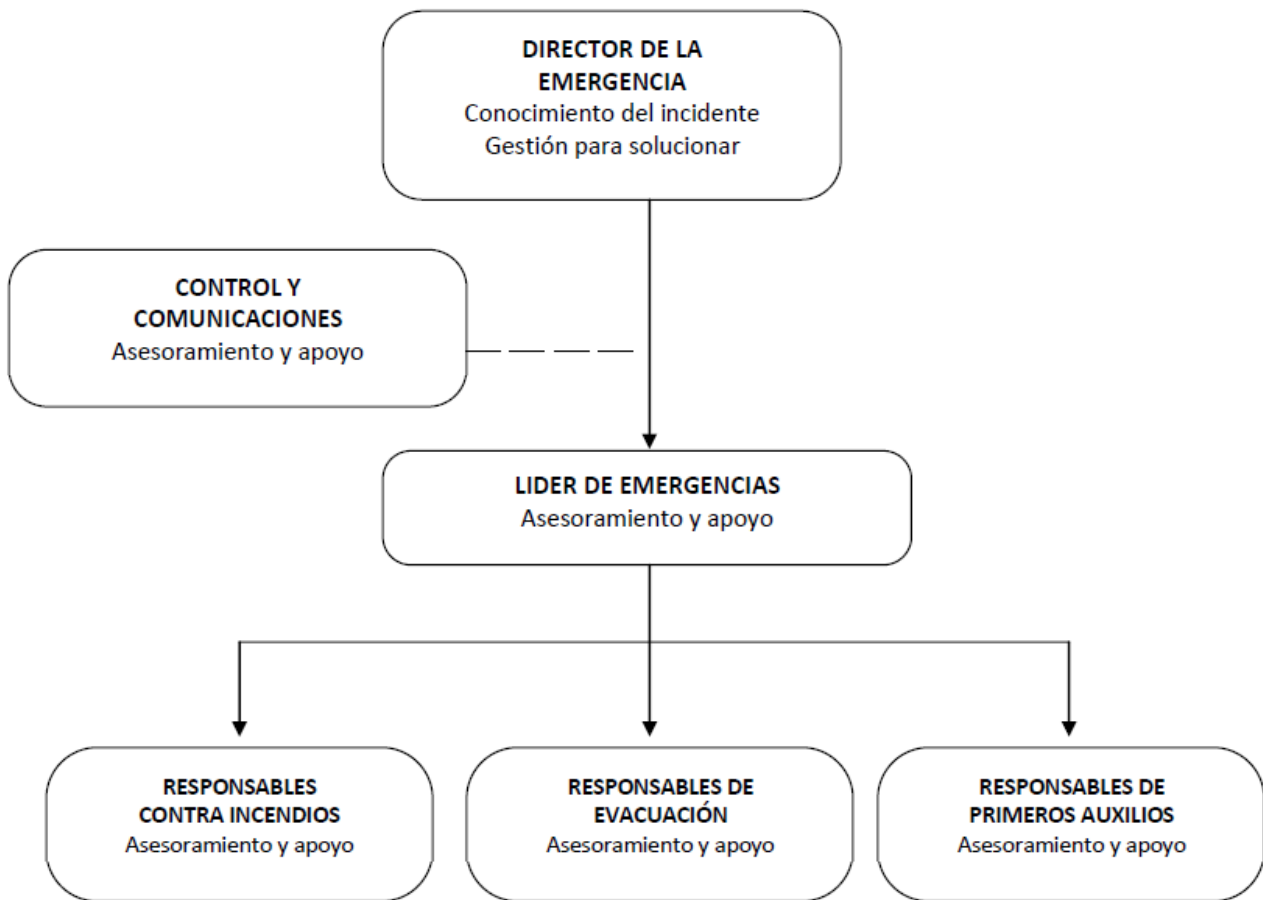 DIRECTOR DE LA
EMERGENCIA
Conocimiento del incidente
Gestión para solucionar
CONTROL Y
COMUNICACIONES
Asesoramiento y apoyo
LIDER DE EMERGENCIAS
Asesoramiento y apoyo
RESPONSABLES
CONTRA INCENDIOS
Asesoramiento y apoyo
RESPONSABLES DE
EVACUACIÓN
Asesoramiento y apoyo
RESPONSABLES DE
PRIMEROS AUXILIOS
Asesoramiento y apoyo